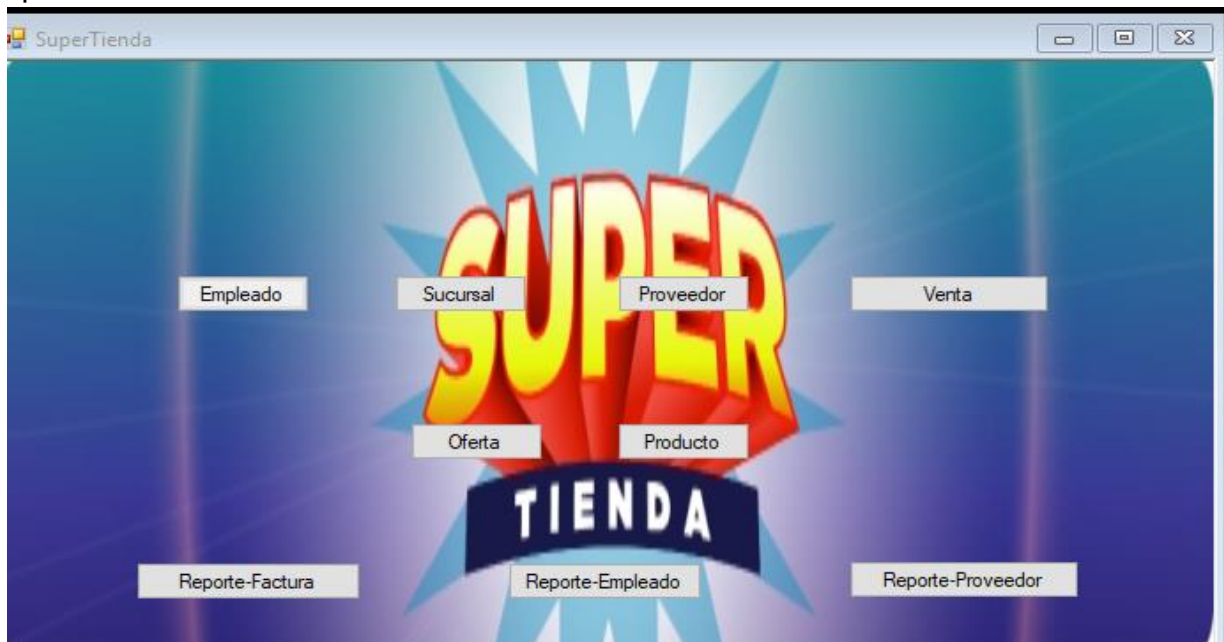 SuperTienda
SUPER
Empleado Sucursal Proveedor Venta
Oferta Producto
TIENDA
Reporte-Factura Reporte-Empleado Reporte-Proveedor